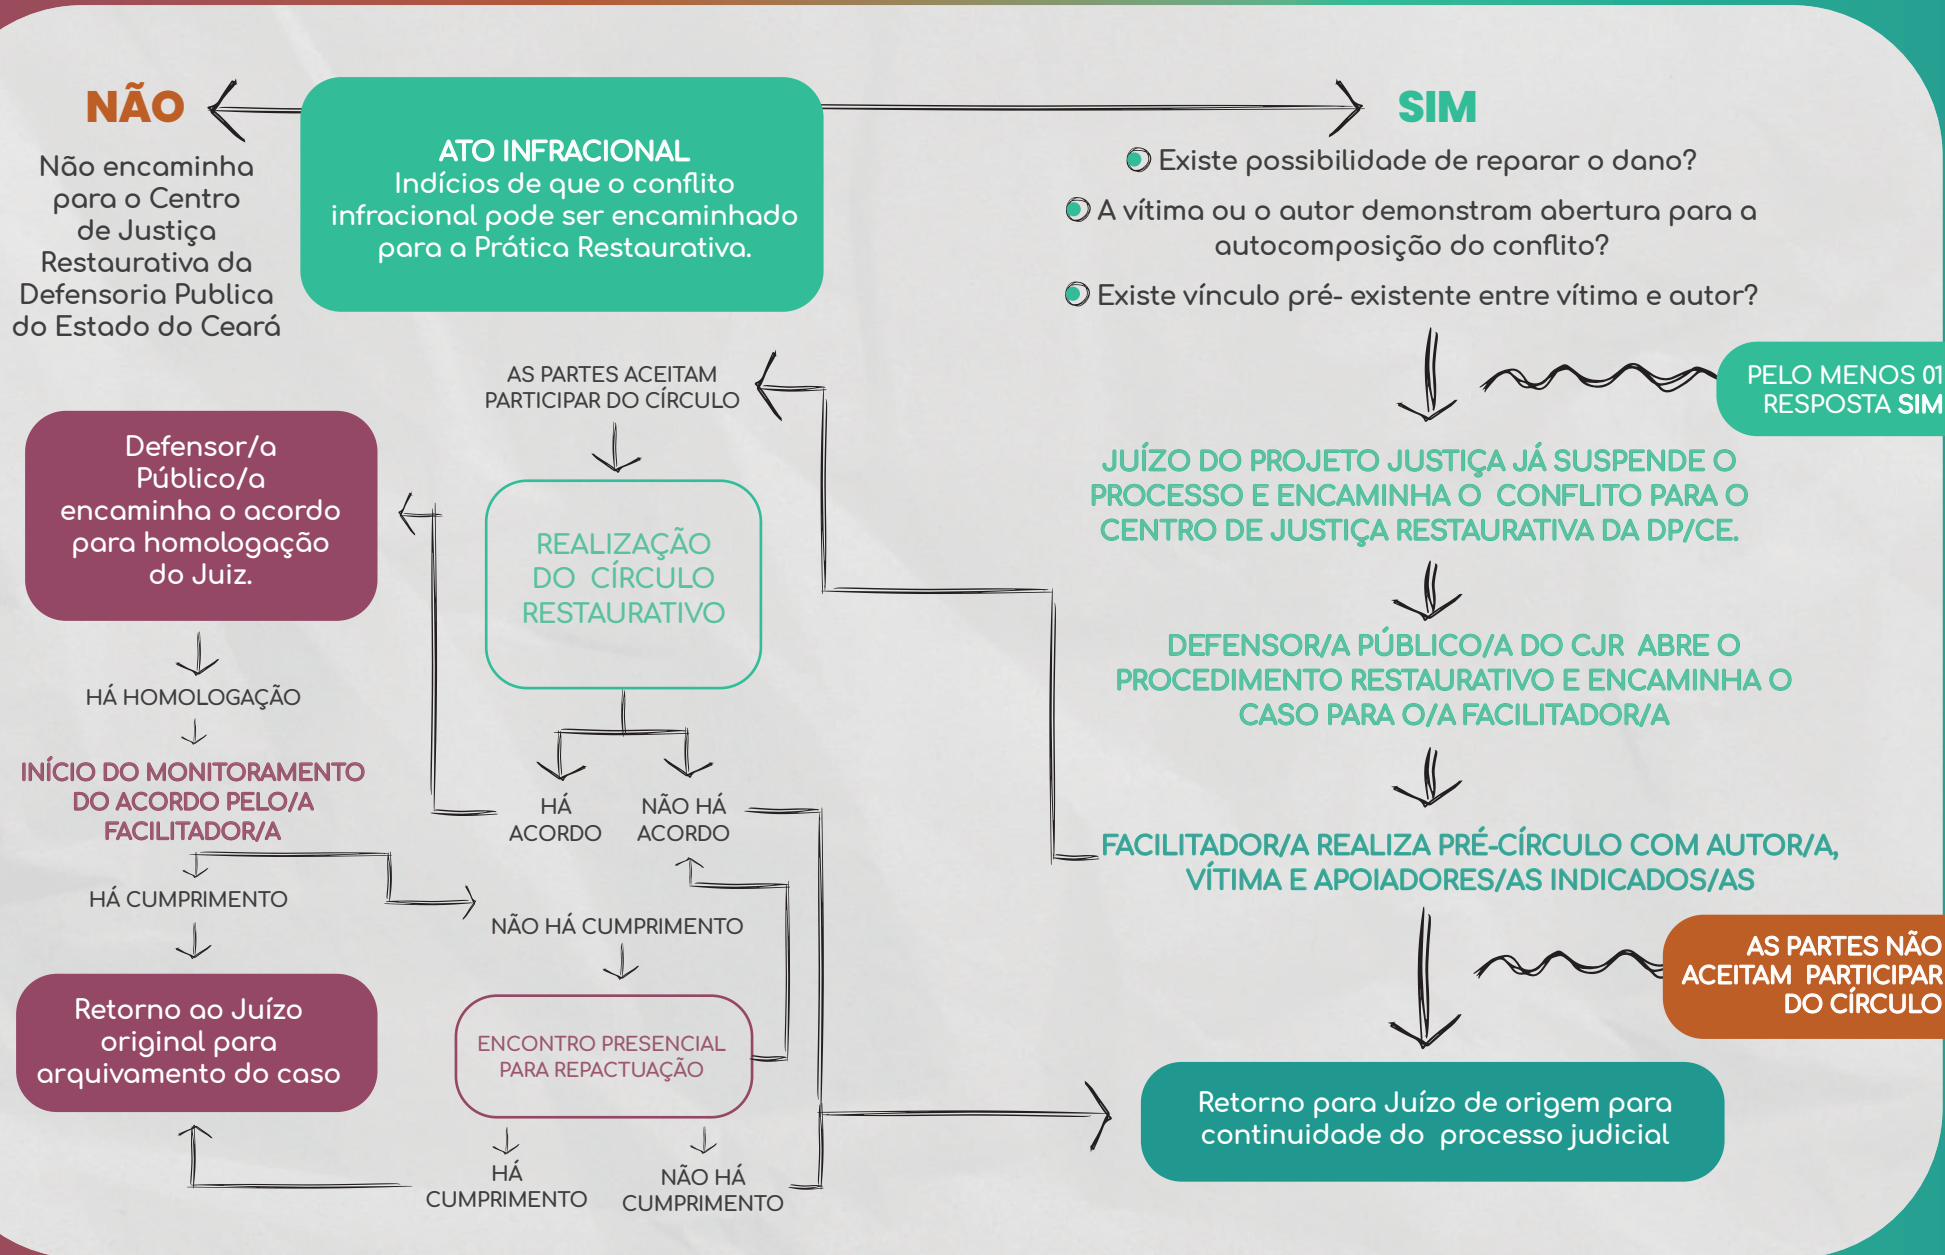 NÃO
Não encaminha
para o Centro
de Justiça
Restaurativa da
Defensoria Publica
do Estado do Ceará
ATO INFRACIONAL
Indícios de que o conflito
infracional pode ser encaminhado
para a Prática Restaurativa.
SIM
Existe possibilidade de reparar o dano?
A vítima ou o autor demonstram abertura para a
autocomposição do conflito?
Existe vínculo pré- existente entre vítima e autor?
PELO MENOS 01
RESPOSTA SIM
JUÍZO DO PROJETO JUSTIÇA JÁ SUSPENDE O
PROCESSO E ENCAMINHA O CONFLITO PARA O
CENTRO DE JUSTIÇA RESTAURATIVA DA DP/CE.
DEFENSOR/A PÚBLICO/A DO CJR ABRE O
PROCEDIMENTO RESTAURATIVO E ENCAMINHA O
CASO PARA O/A FACILITADOR/A
FACILITADOR/A REALIZA PRÉ-CÍRCULO COM AUTOR/A,
VÍTIMA E APOIADORES/AS INDICADOS/AS
AS PARTES NÃO
ACEITAM PARTICIPAR
DO CÍRCULO
Retorno para Juízo de origem para
continuidade do processo judicial
AS PARTES ACEITAM
PARTICIPAR DO CÍRCULO
REALIZAÇÃO
DO CÍRCULO
RESTAURATIVO
HÁ
ACORDO
NÃO HÁ
ACORDO
Defensor/a
Público/a
encaminha o acordo
para homologação
do Juiz.
HÁ HOMOLOGAÇÃO
INÍCIO DO MONITORAMENTO
DO ACORDO PELO/A
FACILITADOR/A
HÁ CUMPRIMENTO
NÃO HÁ CUMPRIMENTO
Retorno ao Juízo
original para
arquivamento do caso
ENCONTRO PRESENCIAL
PARA REPACTUAÇÃO
HÁ
CUMPRIMENTO
NÃO HÁ
CUMPRIMENTO